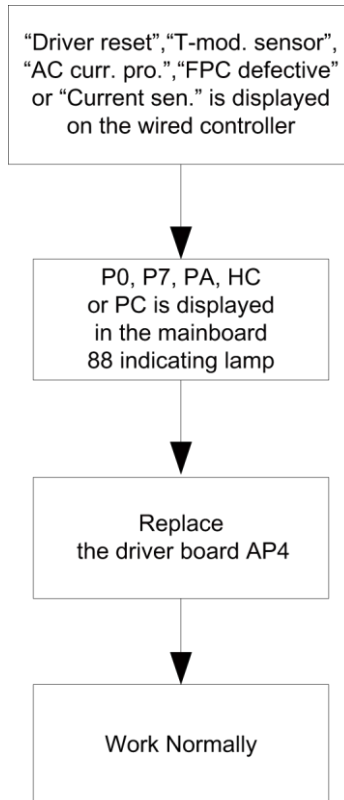 “Driver reset”,“T-mod. sensor”,
“AC curr. pro.”,“FPC defective”
or “Current sen.” is displayed
on the wired controller
P0, P7, PA, HC
or PC is displayed
in the mainboard
88 indicating lamp
Replace
the driver board AP4
Work Normally